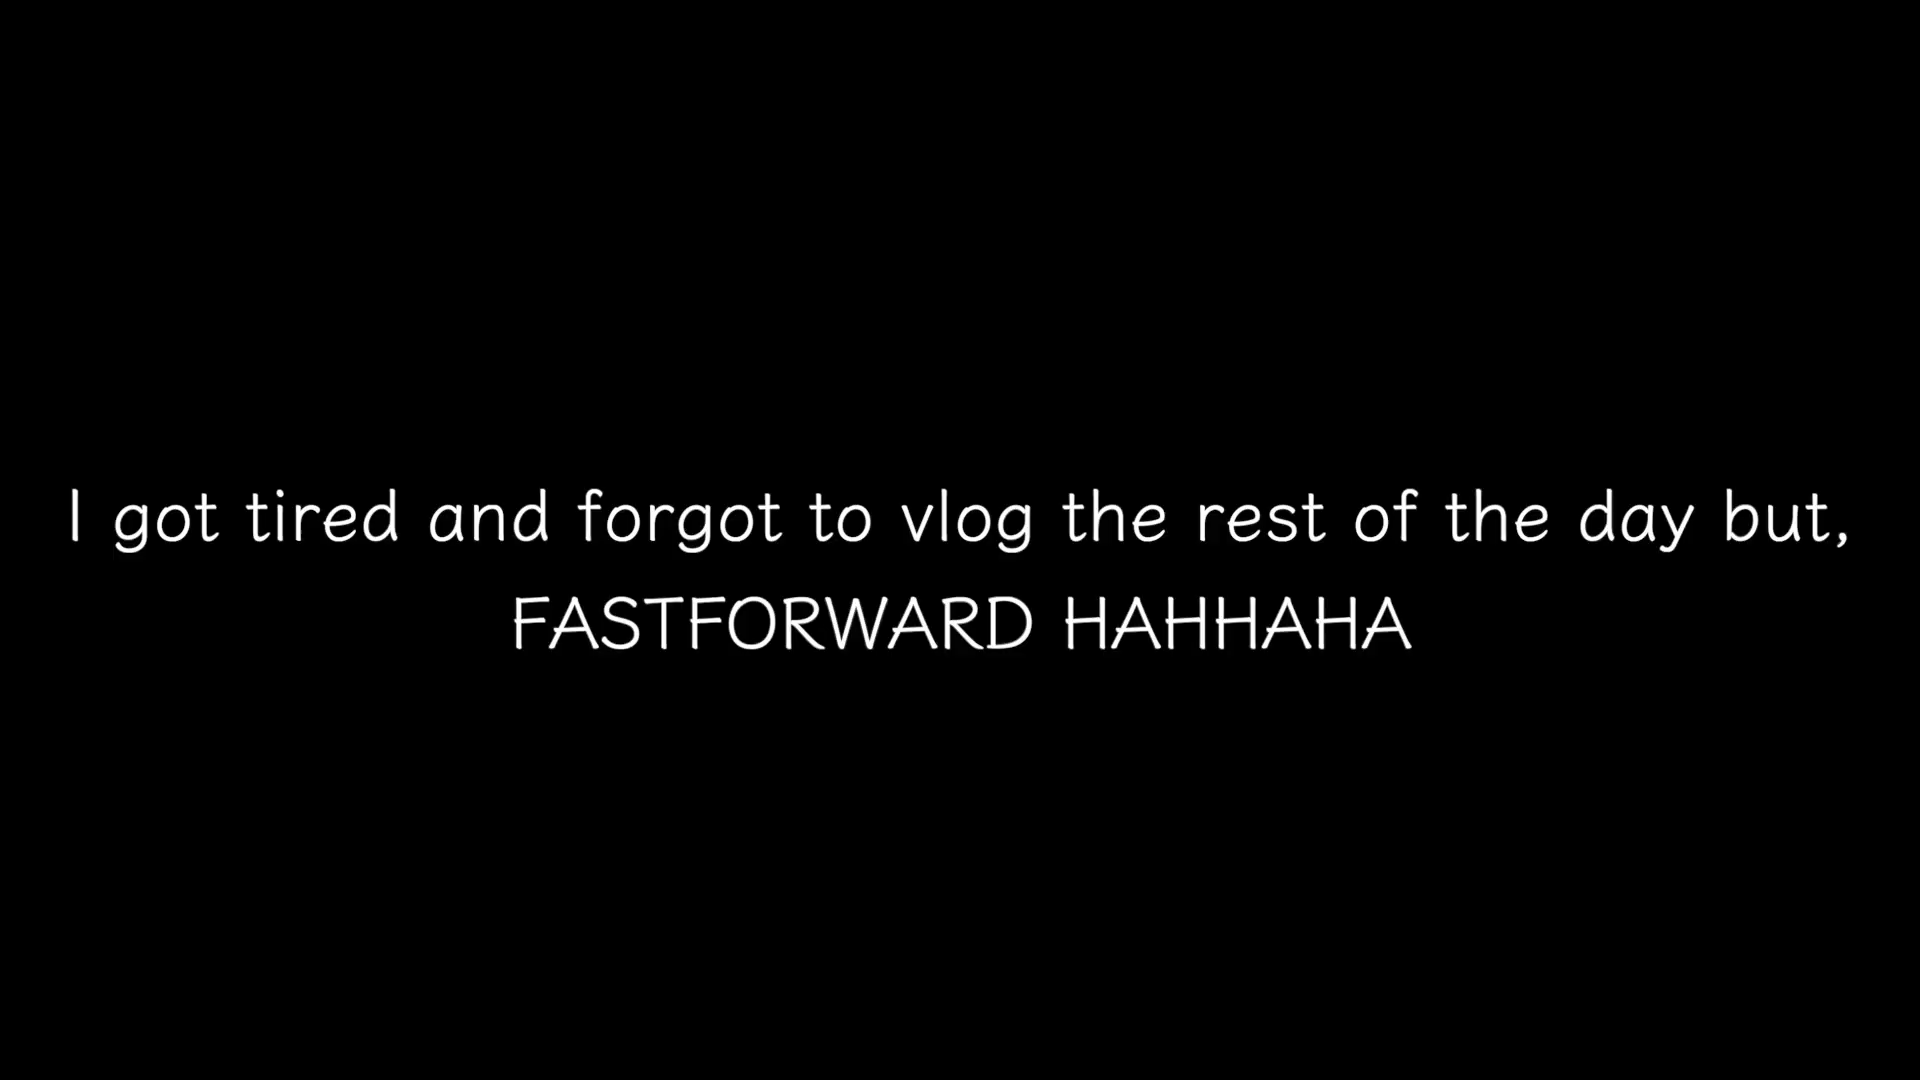 I got tired and forgot to vlog the rest of the day but,
FASTFORWARD HAHHAHA